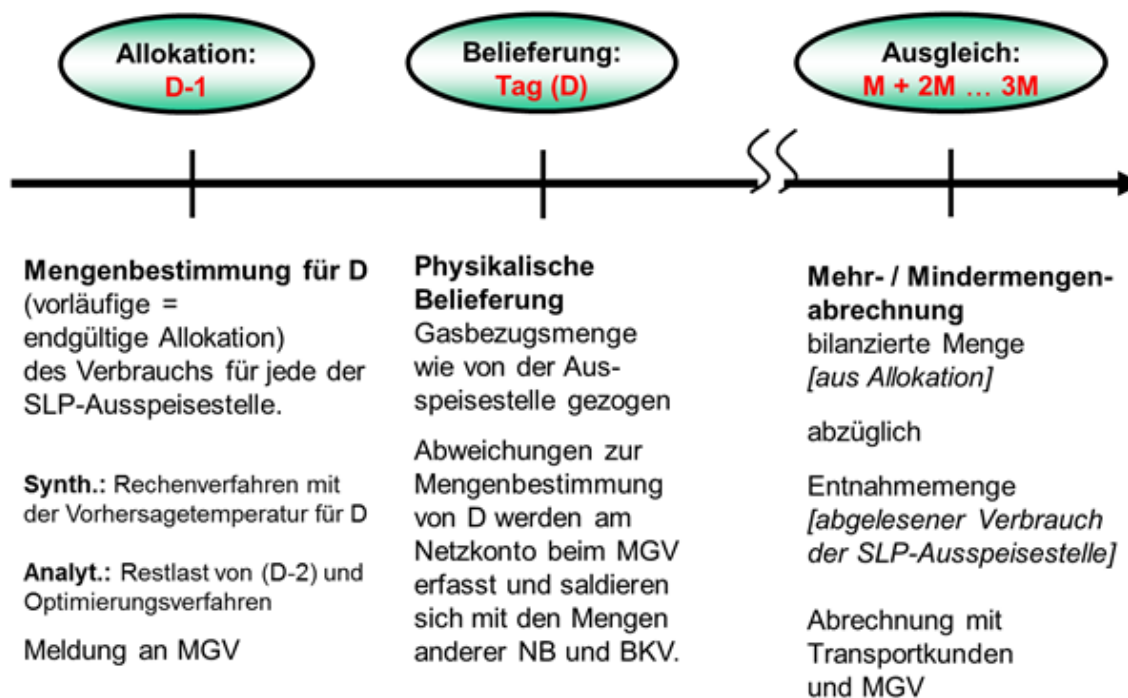 Allokation:
D-1
Belieferung:
Tag (D)
Ausgleich:
M + 2M … 3M
Mengenbestimmung für D
(vorläufige =
endgültige Allokation)
des Verbrauchs für jede der
SLP-Ausspeisestelle.
Synth.: Rechenverfahren mit
der Vorhersagetemperatur für D
Analyt.: Restlast von (D-2) und
Optimierungsverfahren
Meldung an MGV
Physikalische
Belieferung
Gasbezugsmenge
wie von der Aus-
speisestelle gezogen
Abweichungen zur
Mengenbestimmung
von D werden am
Netzkonto beim MGV
erfasst und saldieren
sich mit den Mengen
anderer NB und BKV.
Mehr- / Mindermengen-
abrechnung
bilanzierte Menge
[aus Allokation]
abzüglich
Entnahmemenge
[abgelesener Verbrauch
der SLP-Ausspeisestelle]
Abrechnung mit
Transportkunden
und MGV